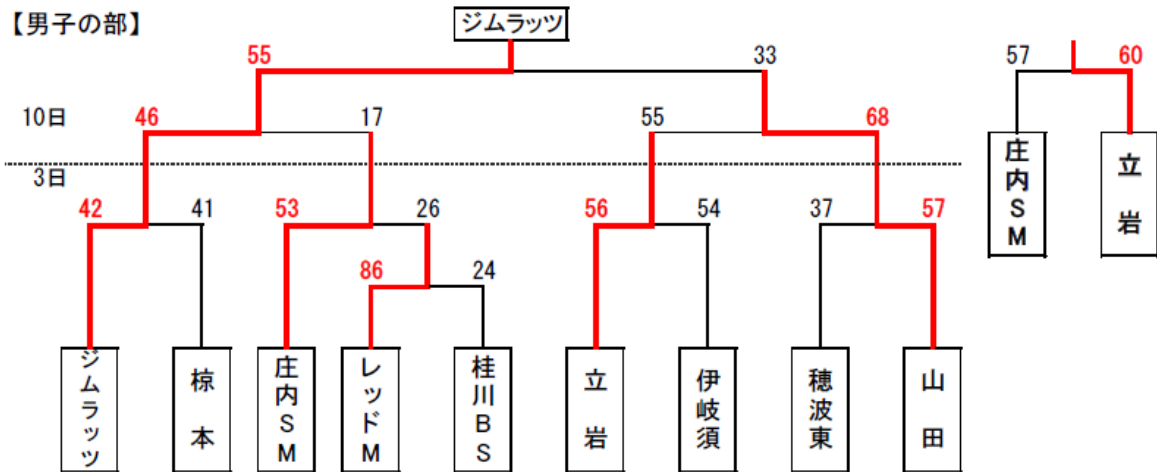 【男子の部】
ジムラッツ
55
33
57
60
10日
46
17
55
68
3日
42
41
53
26
56
54
37
57
86
24
庄内SM
立岩
ジムラッツ
椋本
庄内SM
レッドM
桂川BS
立岩
伊岐須
穂波東
山田